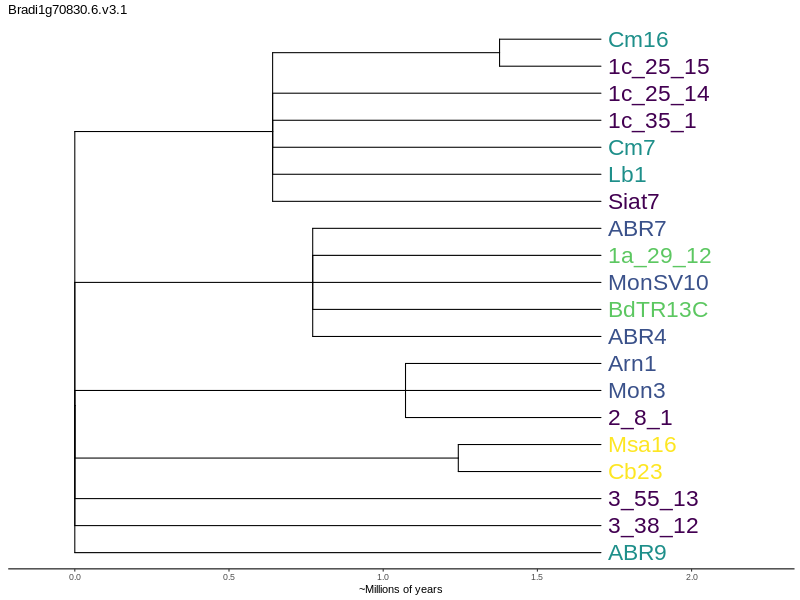 Bradi1g70830.6.v3.1
Cm16
1c_25_15
1c_25_14
1c_35_1
Cm7
Lb1
Siat7
ABR7
1a_29_12
MonSV10
BdTR13C
ABR4
Arn1
Mon3
2_8_1
Msa16
Cb23
3_55_13
3_38_12
ABR9
0.0 0.5 1.0 1.5 2.0
~Millions of years